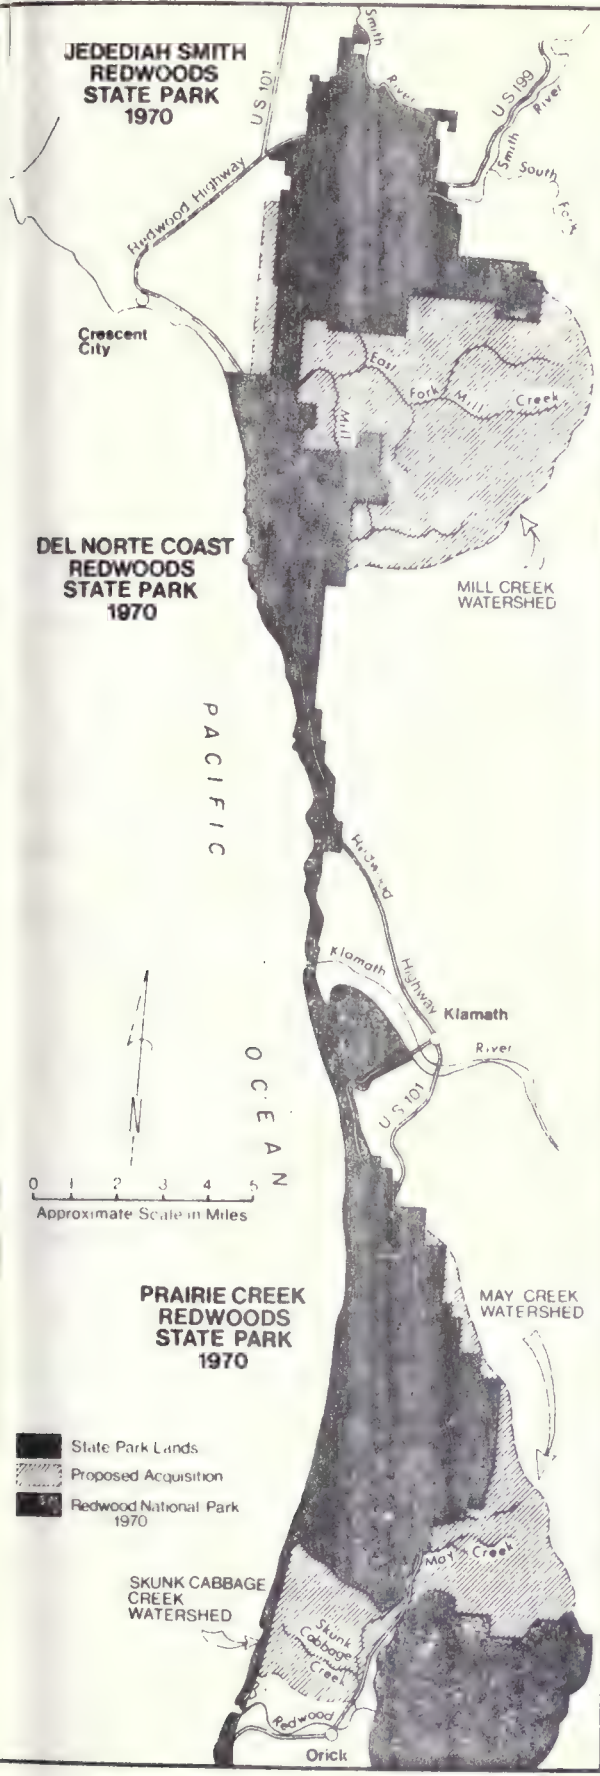 JEDEDIAH SMITH
REDWOODS
STATE PARK
1970
US 101
Smith
River
US 199
Smith
River
South
Fork
Redwood Highway
Crescent
City
East
Fork
Mill
Creek
Mill
DEL NORTE COAST
REDWOODS
STATE PARK
1970
MILL CREEK
WATERSHED
PACIFIC
OCEAN
Redwood
Highway
Klamath
Klamath
River
US 101
N
0 1 2 3 4 5
Approximate Scale in Miles
PRAIRIE CREEK
REDWOODS
STATE PARK
1970
MAY CREEK
WATERSHED
State Park Lands
Proposed Acquisition
Redwood National Park
1970
May Creek
SKUNK CABBAGE
CREEK
WATERSHED
Skunk
Cabbage
Creek
Redwood
Orick